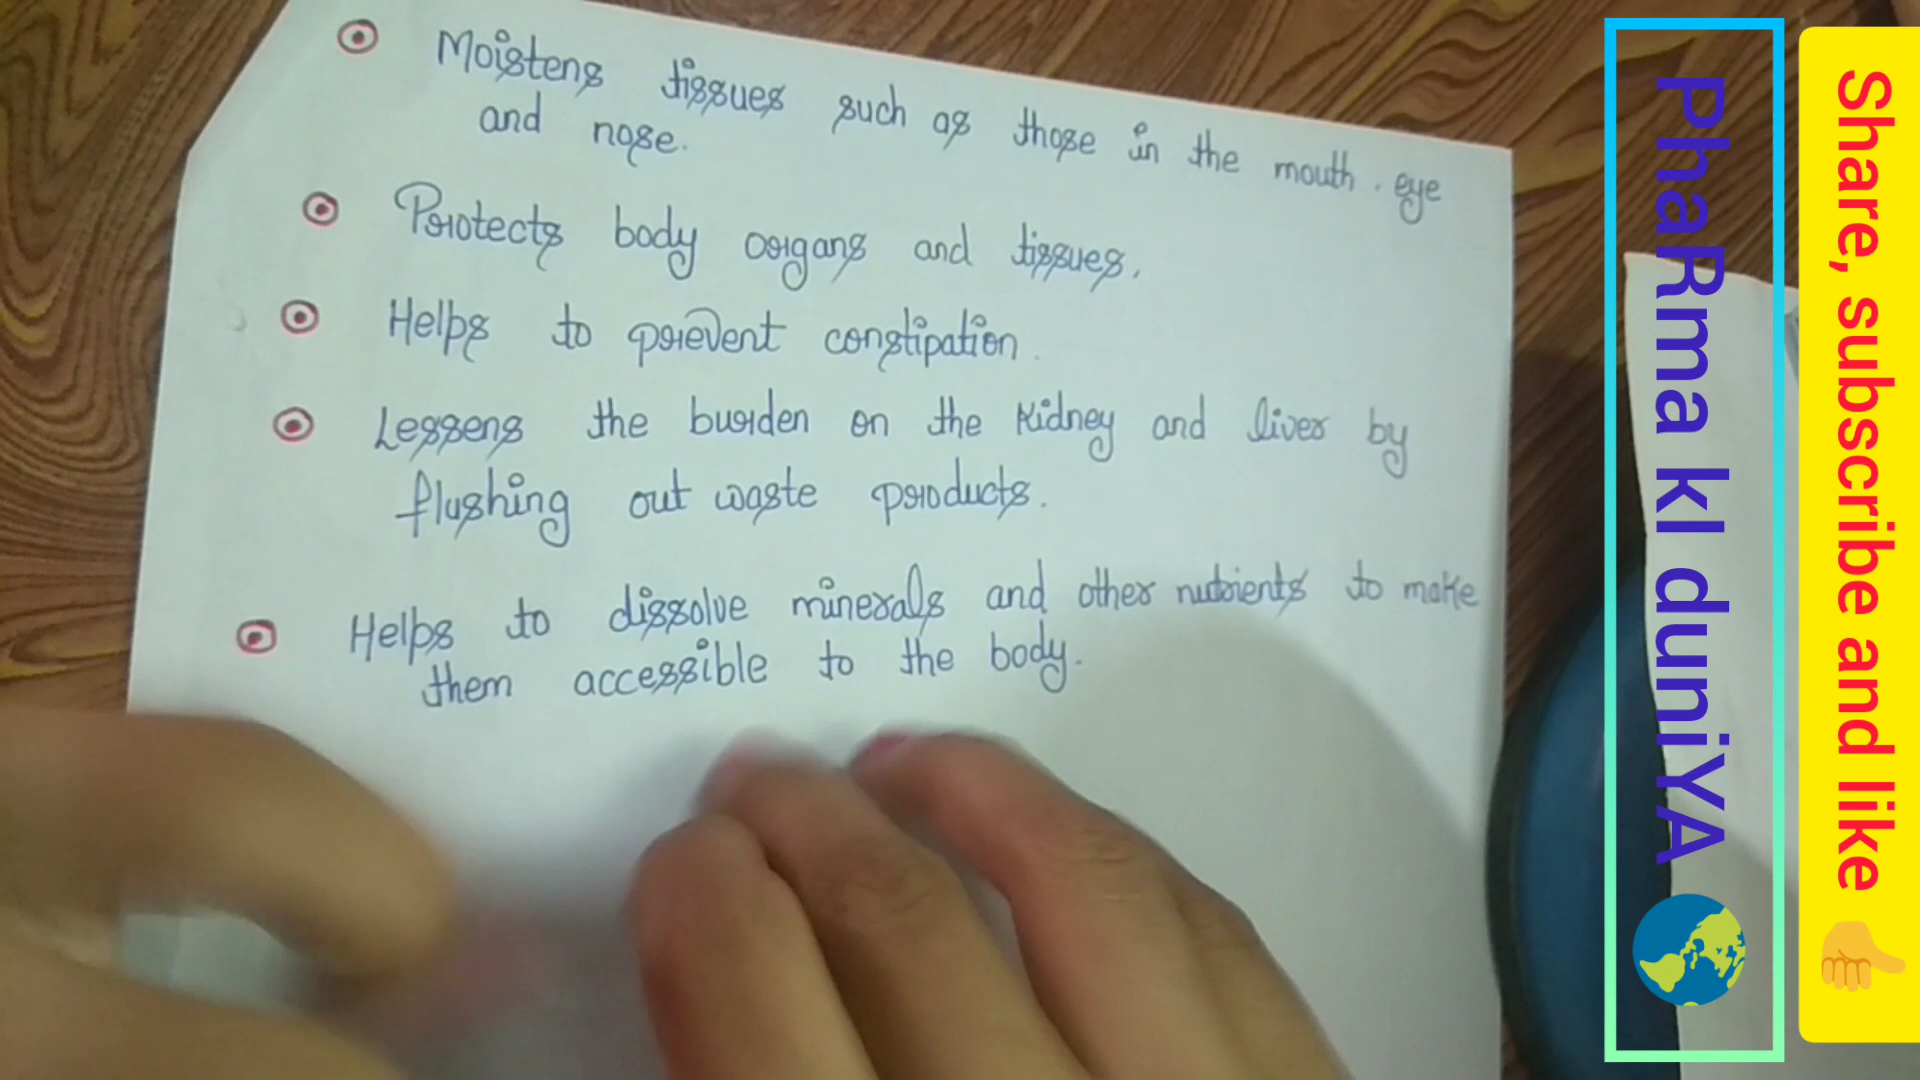 Moistens tissues such as those in the mouth. eye
and nose.
Protects body organs and tissues.
Helps to prevent constipation.
Lessens the burden on the kidney and liver by
flushing out waste products.
Helps to dissolve minerals and other nutrients to make
them accessible to the body.
PhaRma kI duniYA
Share, subscribe and like